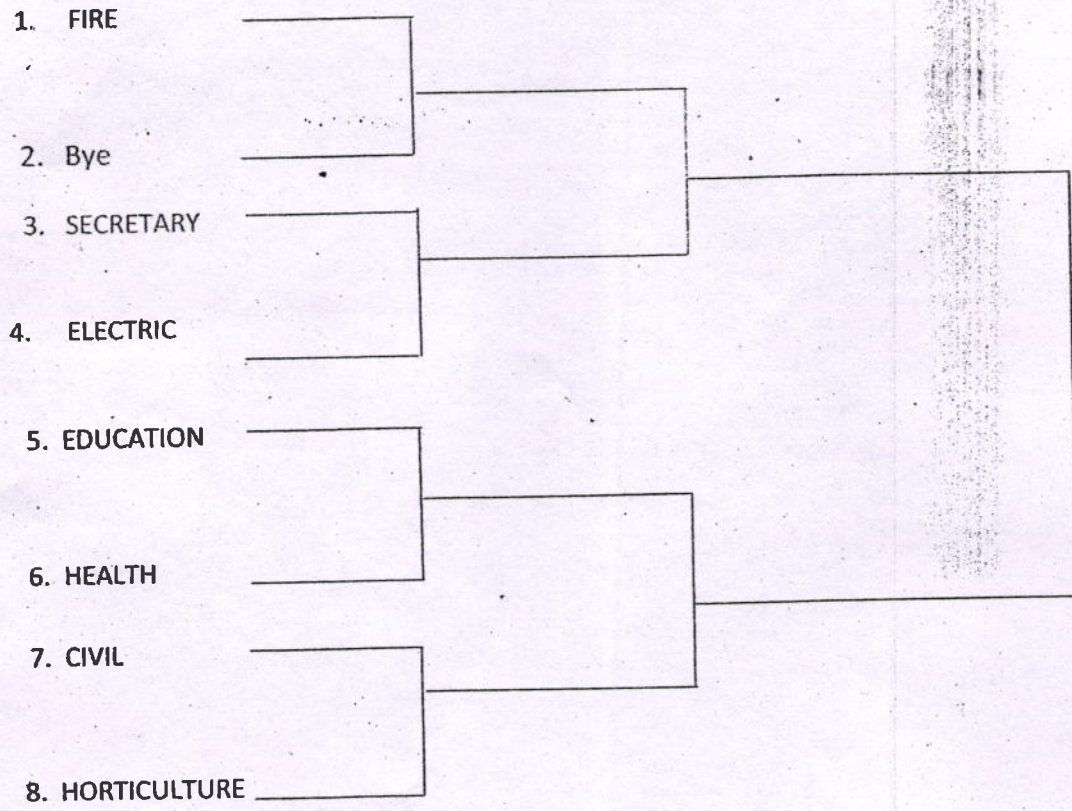 1. FIRE
2. Bye
3. SECRETARY
4. ELECTRIC
5. EDUCATION
6. HEALTH
7. CIVIL
8. HORTICULTURE